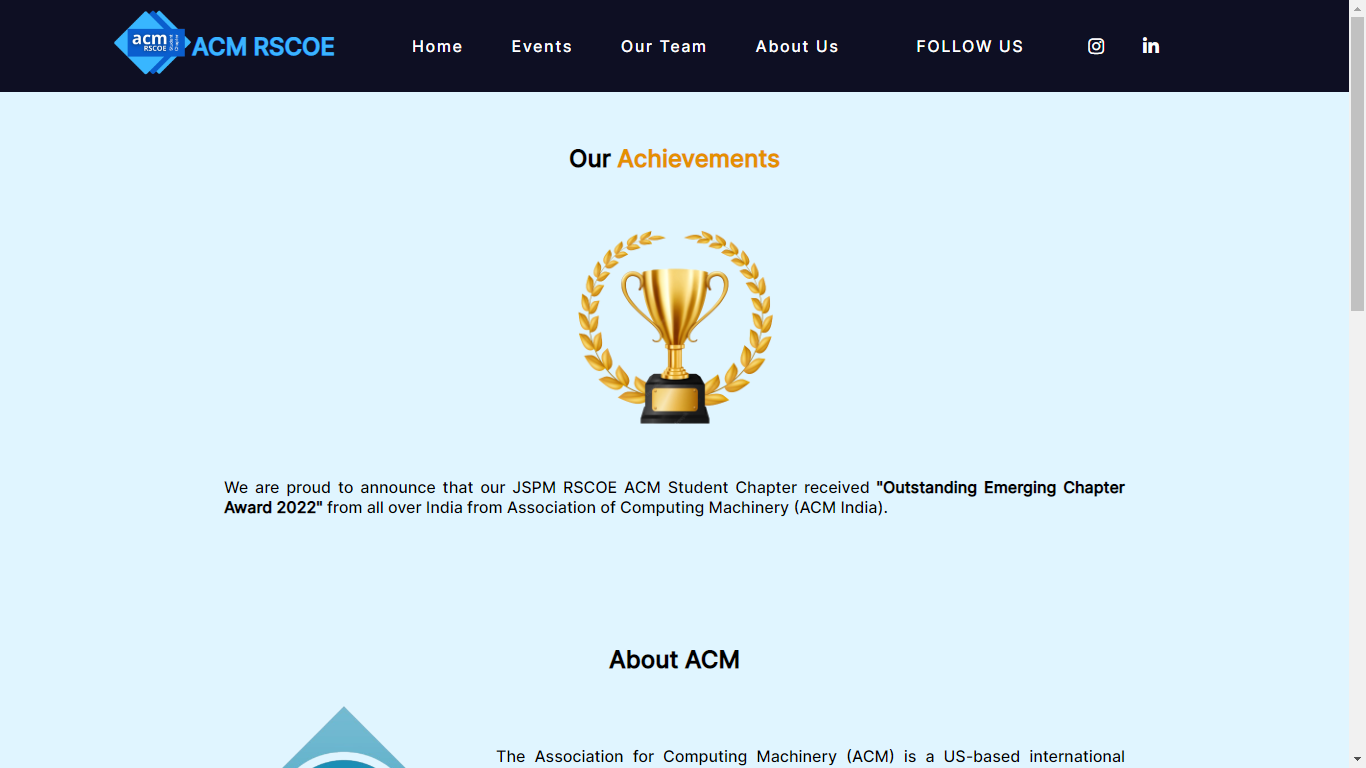 acm
RSCOE
Student
Chapter
ACM RSCOE
Home Events Our Team About Us FOLLOW US
Our Achievements
We are proud to announce that our JSPM RSCOE ACM Student Chapter received "Outstanding Emerging Chapter
Award 2022" from all over India from Association of Computing Machinery (ACM India).
About ACM
The Association for Computing Machinery (ACM) is a US-based international